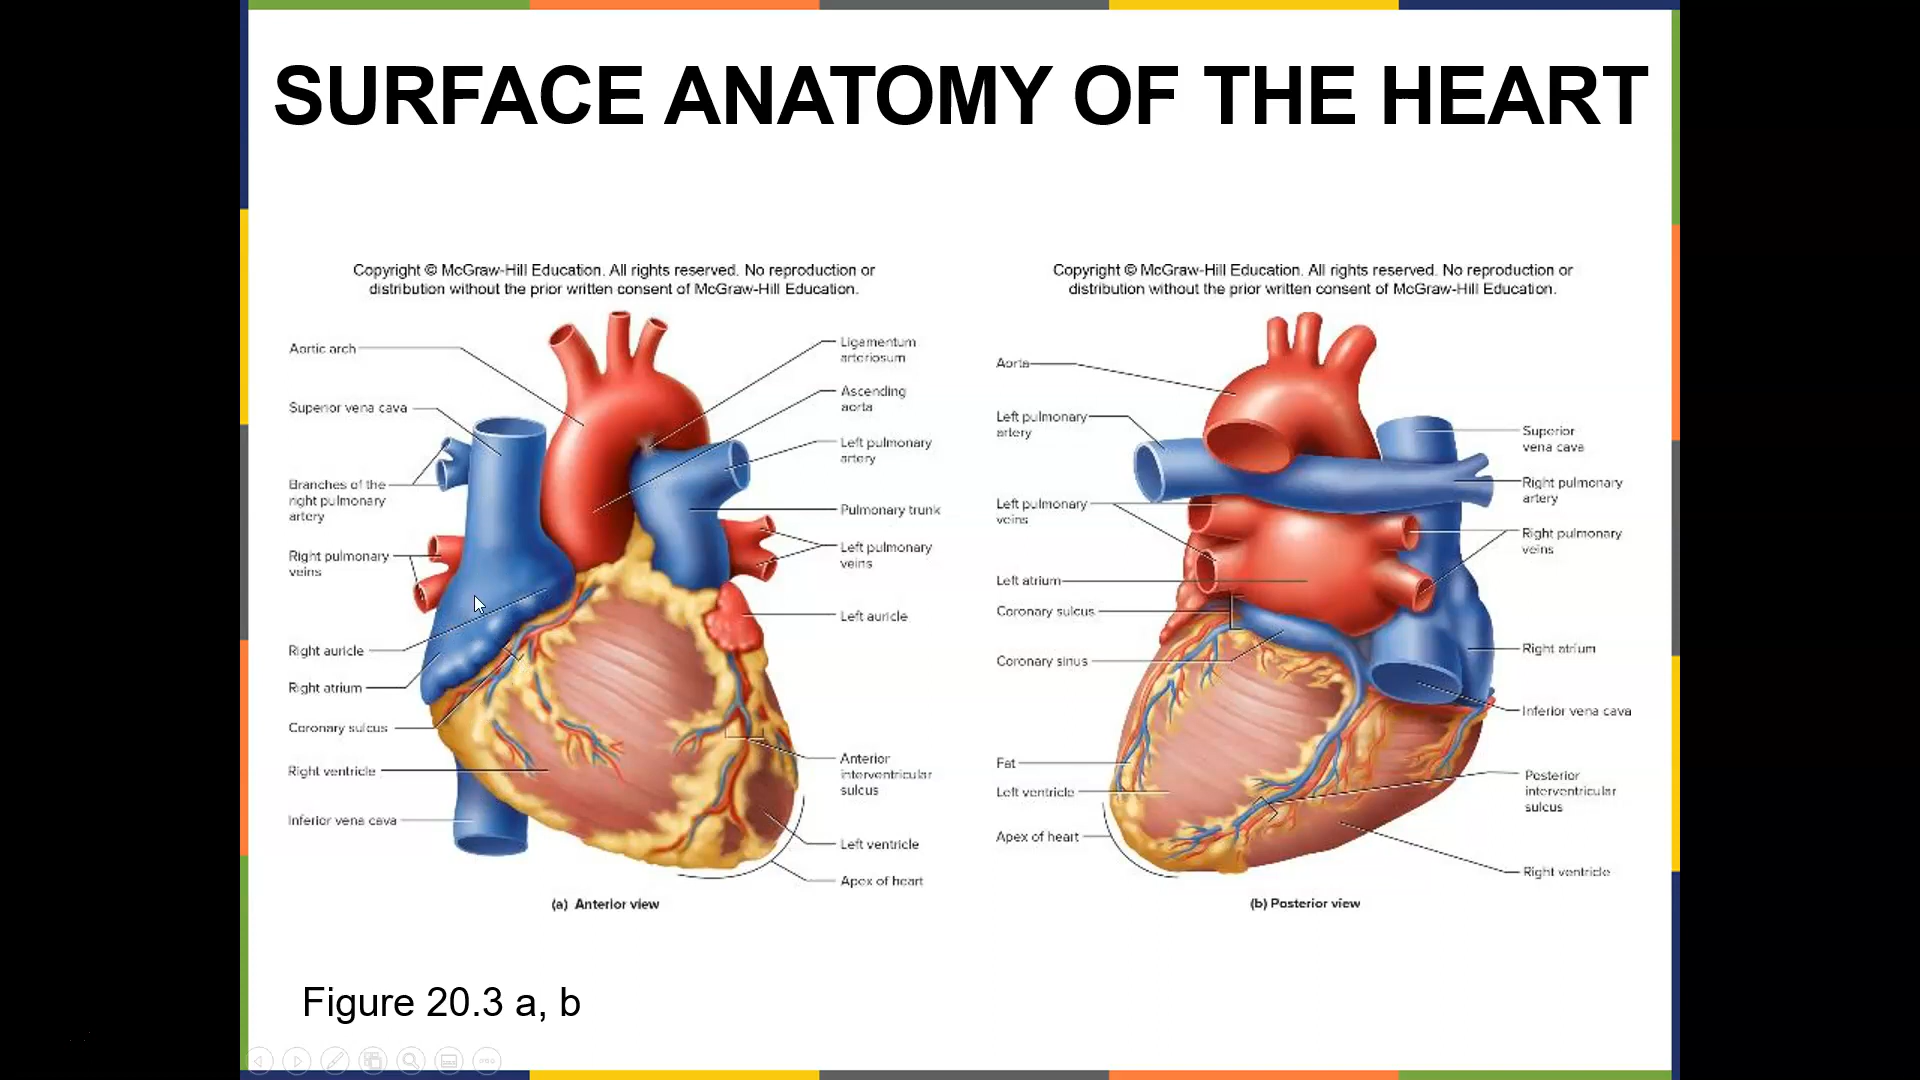 SURFACE ANATOMY OF THE HEART
Copyright © McGraw-Hill Education. All rights reserved. No reproduction or
distribution without the prior written consent of McGraw-Hill Education.
Aortic arch
Superior vena cava
Branches of the
right pulmonary
artery
Right pulmonary
veins
Right auricle
Right atrium
Coronary sulcus
Right ventricle
Inferior vena cava
Ligamentum
arteriosum
Ascending
aorta
Left pulmonary
artery
Pulmonary trunk
Left pulmonary
veins
Left auricle
Anterior
interventricular
sulcus
Left ventricle
Apex of heart
(a) Anterior view
Copyright © McGraw-Hill Education. All rights reserved. No reproduction or
distribution without the prior written consent of McGraw-Hill Education.
Aorta
Left pulmonary
artery
Left pulmonary
veins
Left atrium
Coronary sulcus
Coronary sinus
Fat
Left ventricle
Apex of heart
Superior
vena cava
Right pulmonary
artery
Right pulmonary
veins
Right atrium
Inferior vena cava
Posterior
interventricular
sulcus
Right ventricle
(b) Posterior view
Figure 20.3 a, b